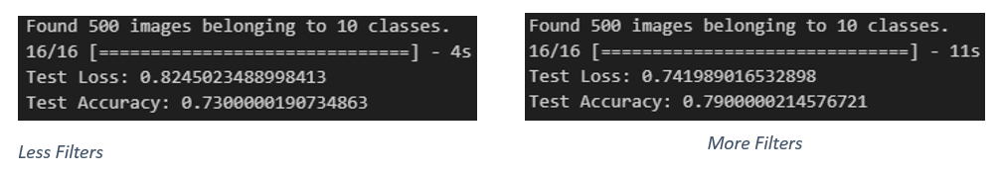 Found 500 images belonging to 10 classes.
16/16 [==============================] - 4s
Test Loss: 0.8245023488998413
Test Accuracy: 0.7300000190734863
Less Filters
Found 500 images belonging to 10 classes.
16/16 [==============================] - 11s
Test Loss: 0.741989016532898
Test Accuracy: 0.7900000214576721
More Filters